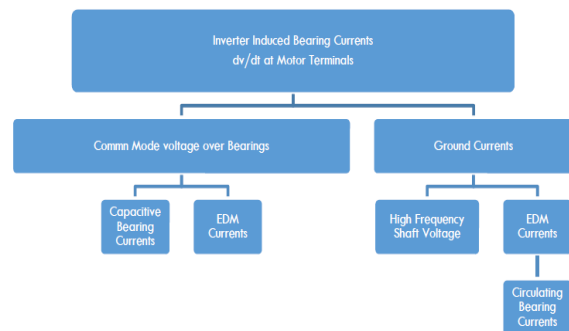 Inverter Induced Bearing Currents
dv/dt at Motor Terminals
Commn Mode voltage over Bearings
Ground Currents
Capacitive
Bearing
Currents
EDM
Currents
High Frequency
Shaft Voltage
EDM
Currents
Circulating
Bearing
Currents